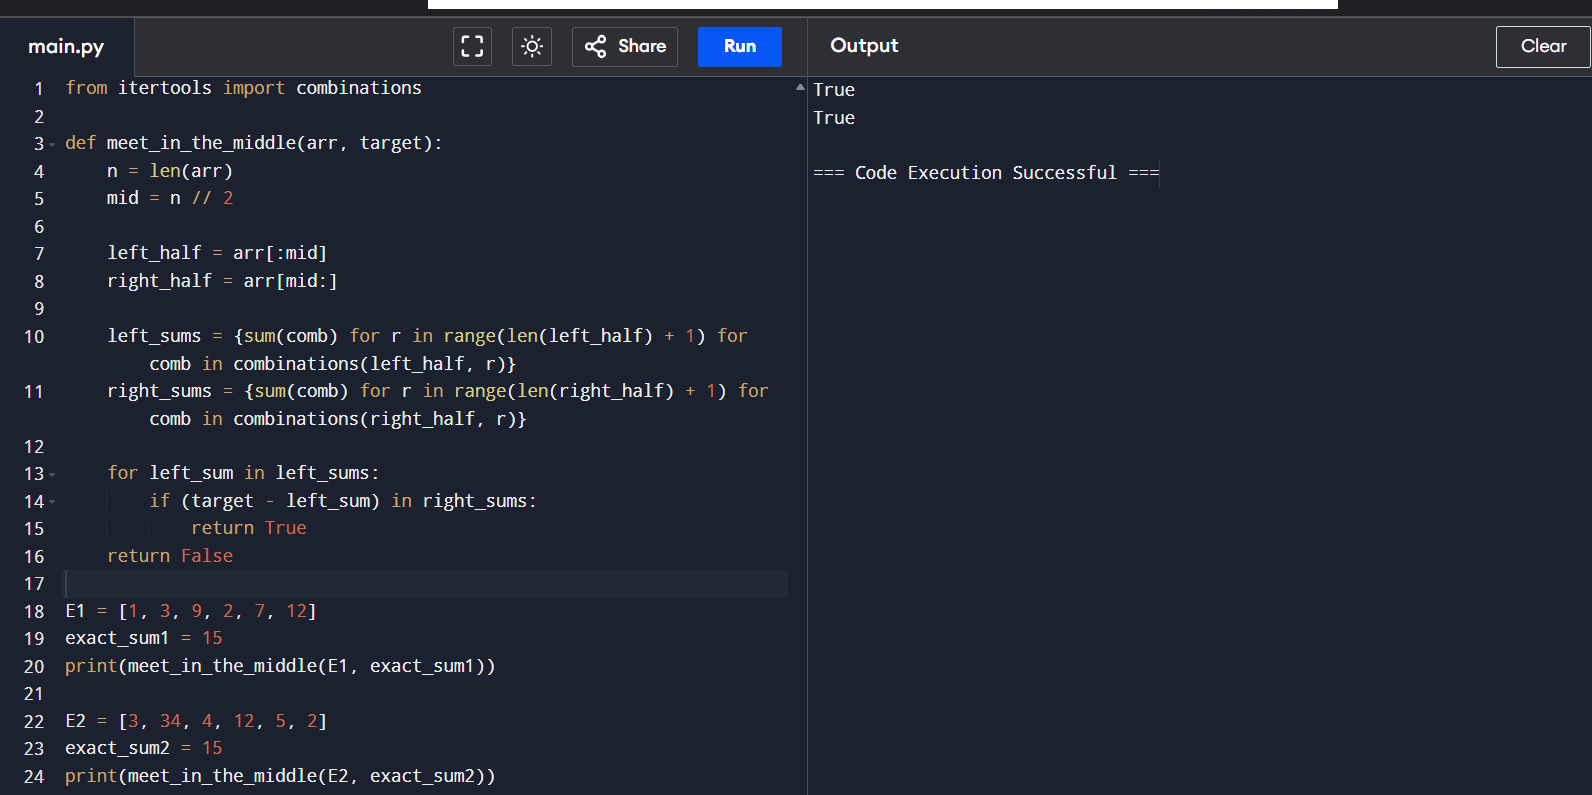 main.py
Share
Run
Output
Clear
1 from itertools import combinations
2
3 def meet_in_the_middle(arr, target):
4     n = len(arr)
5     mid = n // 2
6
7     left_half = arr[:mid]
8     right_half = arr[mid:]
9
10     left_sums = {sum(comb) for r in range(len(left_half) + 1) for
        comb in combinations(left_half, r)}
11     right_sums = {sum(comb) for r in range(len(right_half) + 1) for
        comb in combinations(right_half, r)}
12
13     for left_sum in left_sums:
14         if (target - left_sum) in right_sums:
15             return True
16     return False
17
18 E1 = [1, 3, 9, 2, 7, 12]
19 exact_sum1 = 15
20 print(meet_in_the_middle(E1, exact_sum1))
21
22 E2 = [3, 34, 4, 12, 5, 2]
23 exact_sum2 = 15
24 print(meet_in_the_middle(E2, exact_sum2))
True
True
=== Code Execution Successful ===